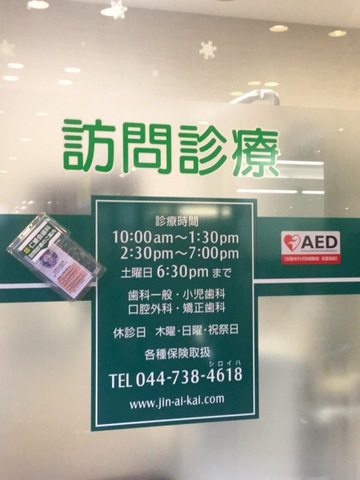 訪問診療
診療時間
10:00am〜1:30pm
2:30pm〜7:00pm
土曜日 6:30pm まで
歯科一般・小児歯科
口腔外科・矯正歯科
休診日 木曜・日曜・祝祭日
各種保険取扱
シロイハ
TEL 044-738-4618
www.jin-ai-kai.com
AED